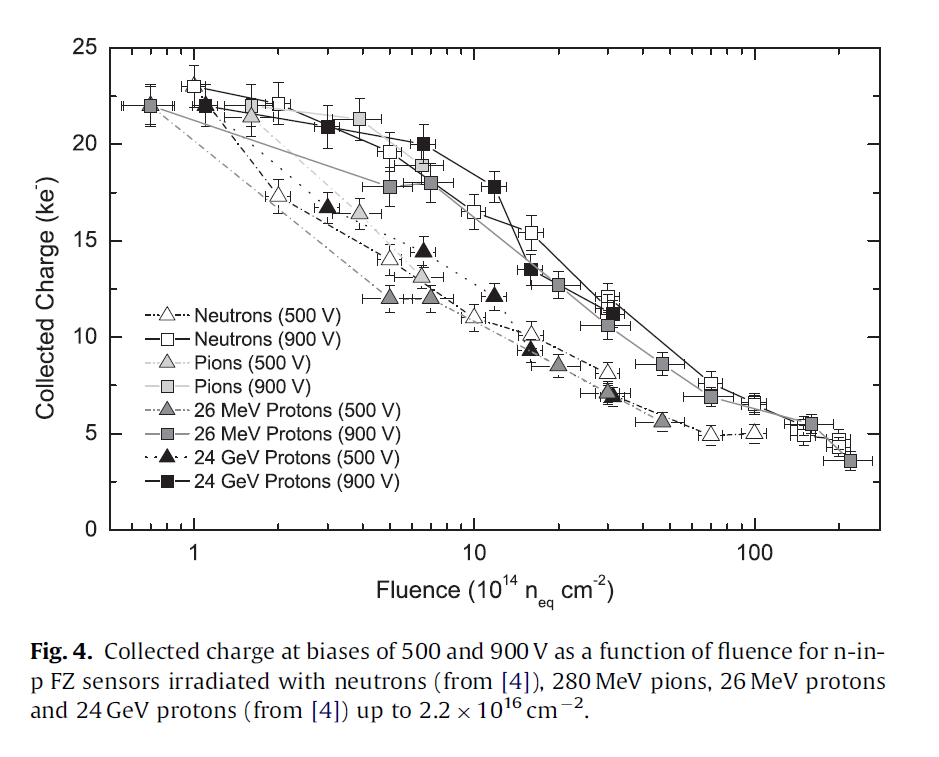 25
20
15
10
5
0
Collected Charge (ke⁻)
Neutrons (500 V)
Neutrons (900 V)
Pions (500 V)
Pions (900 V)
26 MeV Protons (500 V)
26 MeV Protons (900 V)
24 GeV Protons (500 V)
24 GeV Protons (900 V)
1 10 100
Fluence (10¹⁴ n_eq cm⁻²)
Fig. 4. Collected charge at biases of 500 and 900 V as a function of fluence for n-in-
p FZ sensors irradiated with neutrons (from [4]), 280 MeV pions, 26 MeV protons
and 24 GeV protons (from [4]) up to 2.2 × 10¹⁶ cm⁻².